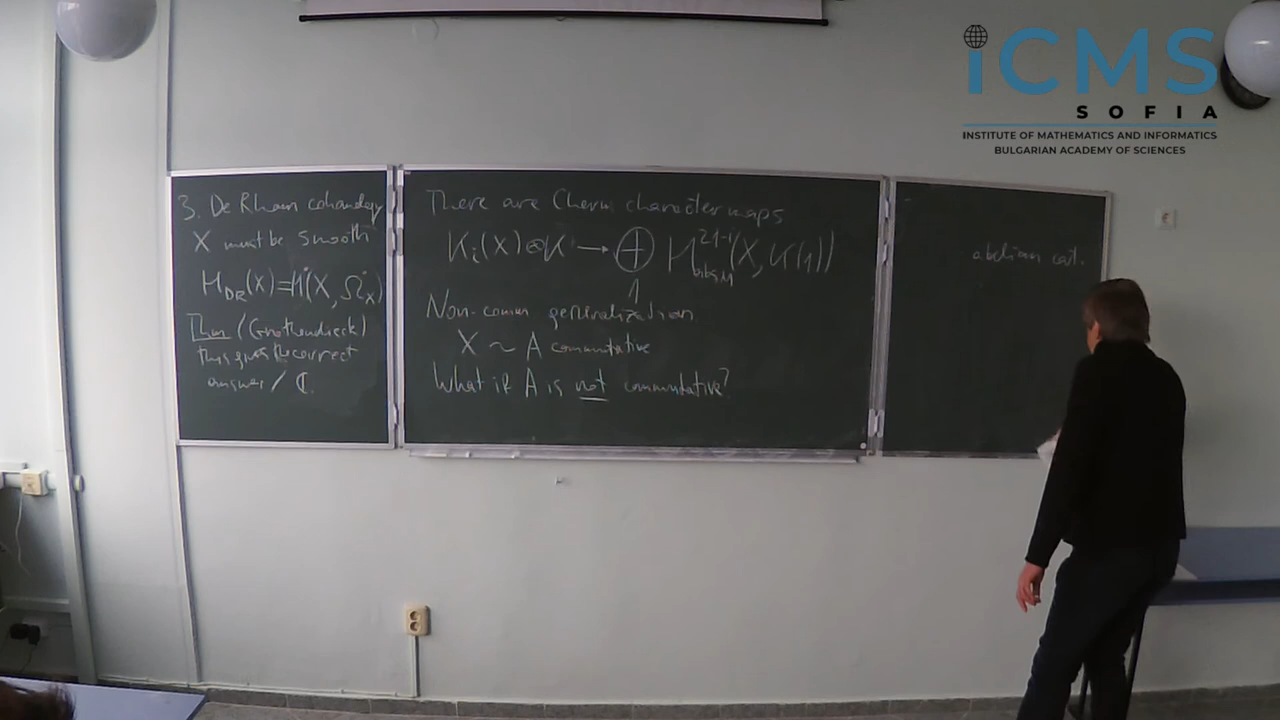 iCMS
SOFIA
INSTITUTE OF MATHEMATICS AND INFORMATICS
BULGARIAN ACADEMY OF SCIENCES
3. De Rham cohomology
X must be smooth
H_DR(X) = H^•(X, Ω^•_X)
Thm (Grothendieck)
this gives the correct
answer / ℂ.
There are Chern character maps
K_i(X)⊗K → ⊕
Non-comm generalization
X ~ A commutative
What if A is not commutative?
abelian cat.